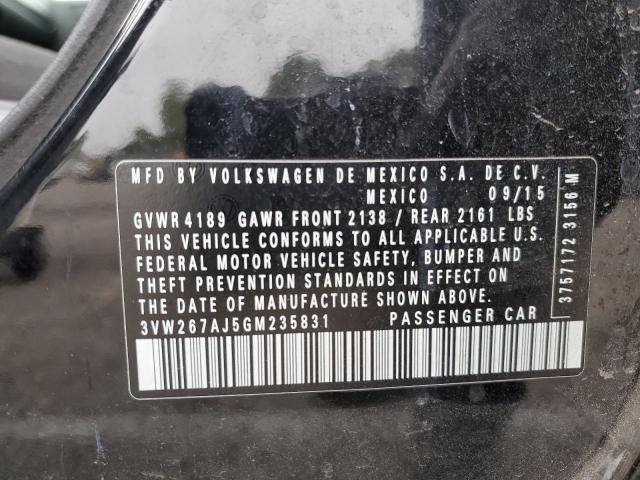 MFD BY VOLKSWAGEN DE MEXICO S.A. DE C.V.
MEXICO 09/15
GVWR 4189 GAWR FRONT 2138 / REAR 2161 LBS
THIS VEHICLE CONFORMS TO ALL APPLICABLE U.S.
FEDERAL MOTOR VEHICLE SAFETY, BUMPER AND
THEFT PREVENTION STANDARDS IN EFFECT ON
THE DATE OF MANUFACTURE SHOWN ABOVE.
3VW267AJ5GM235831 PASSENGER CAR
3757172 3156 M